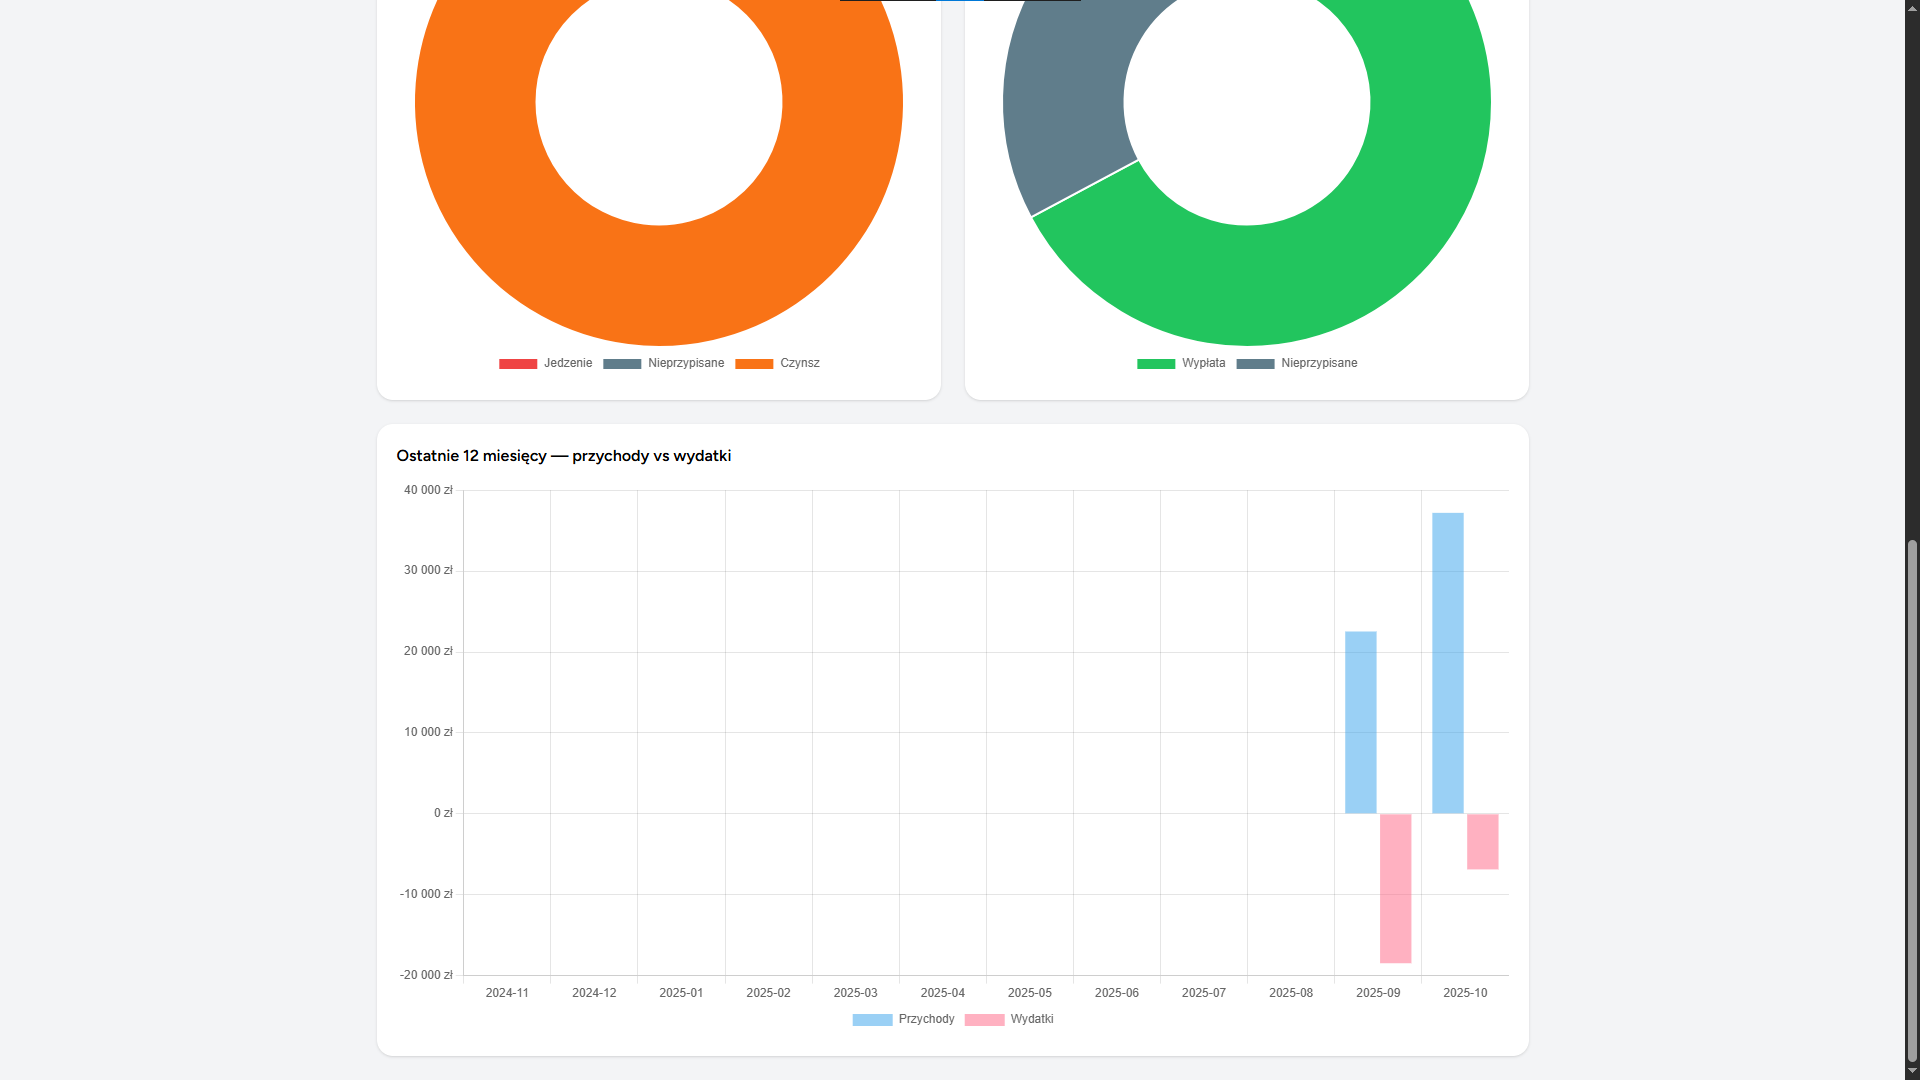 Jedzenie Nieprzypisane Czynsz
Wypłata Nieprzypisane
Ostatnie 12 miesięcy — przychody vs wydatki
40 000 zł
30 000 zł
20 000 zł
10 000 zł
0 zł
-10 000 zł
-20 000 zł
2024-11 2024-12 2025-01 2025-02 2025-03 2025-04 2025-05 2025-06 2025-07 2025-08 2025-09 2025-10
Przychody Wydatki